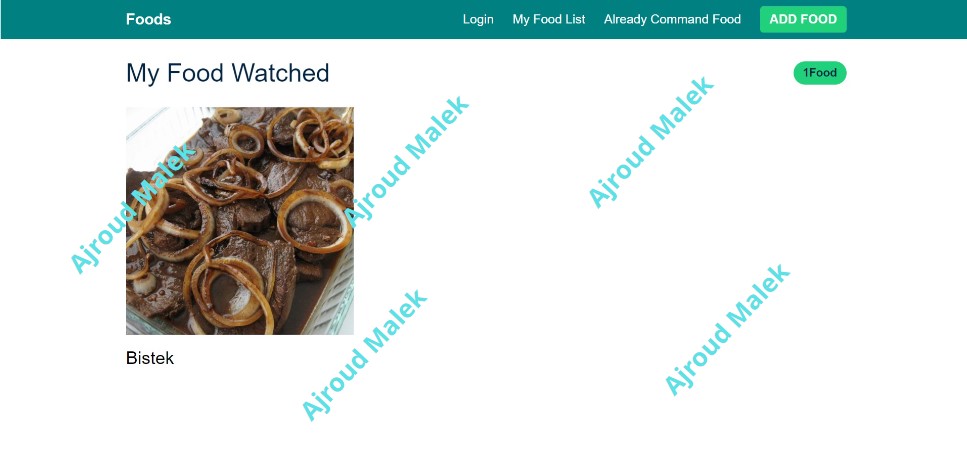 Foods
Login
My Food List
Already Command Food
ADD FOOD
My Food Watched
1Food
Ajroud Malek
Ajroud Malek
Ajroud Malek
Bistek
Ajroud Malek
Ajroud Malek